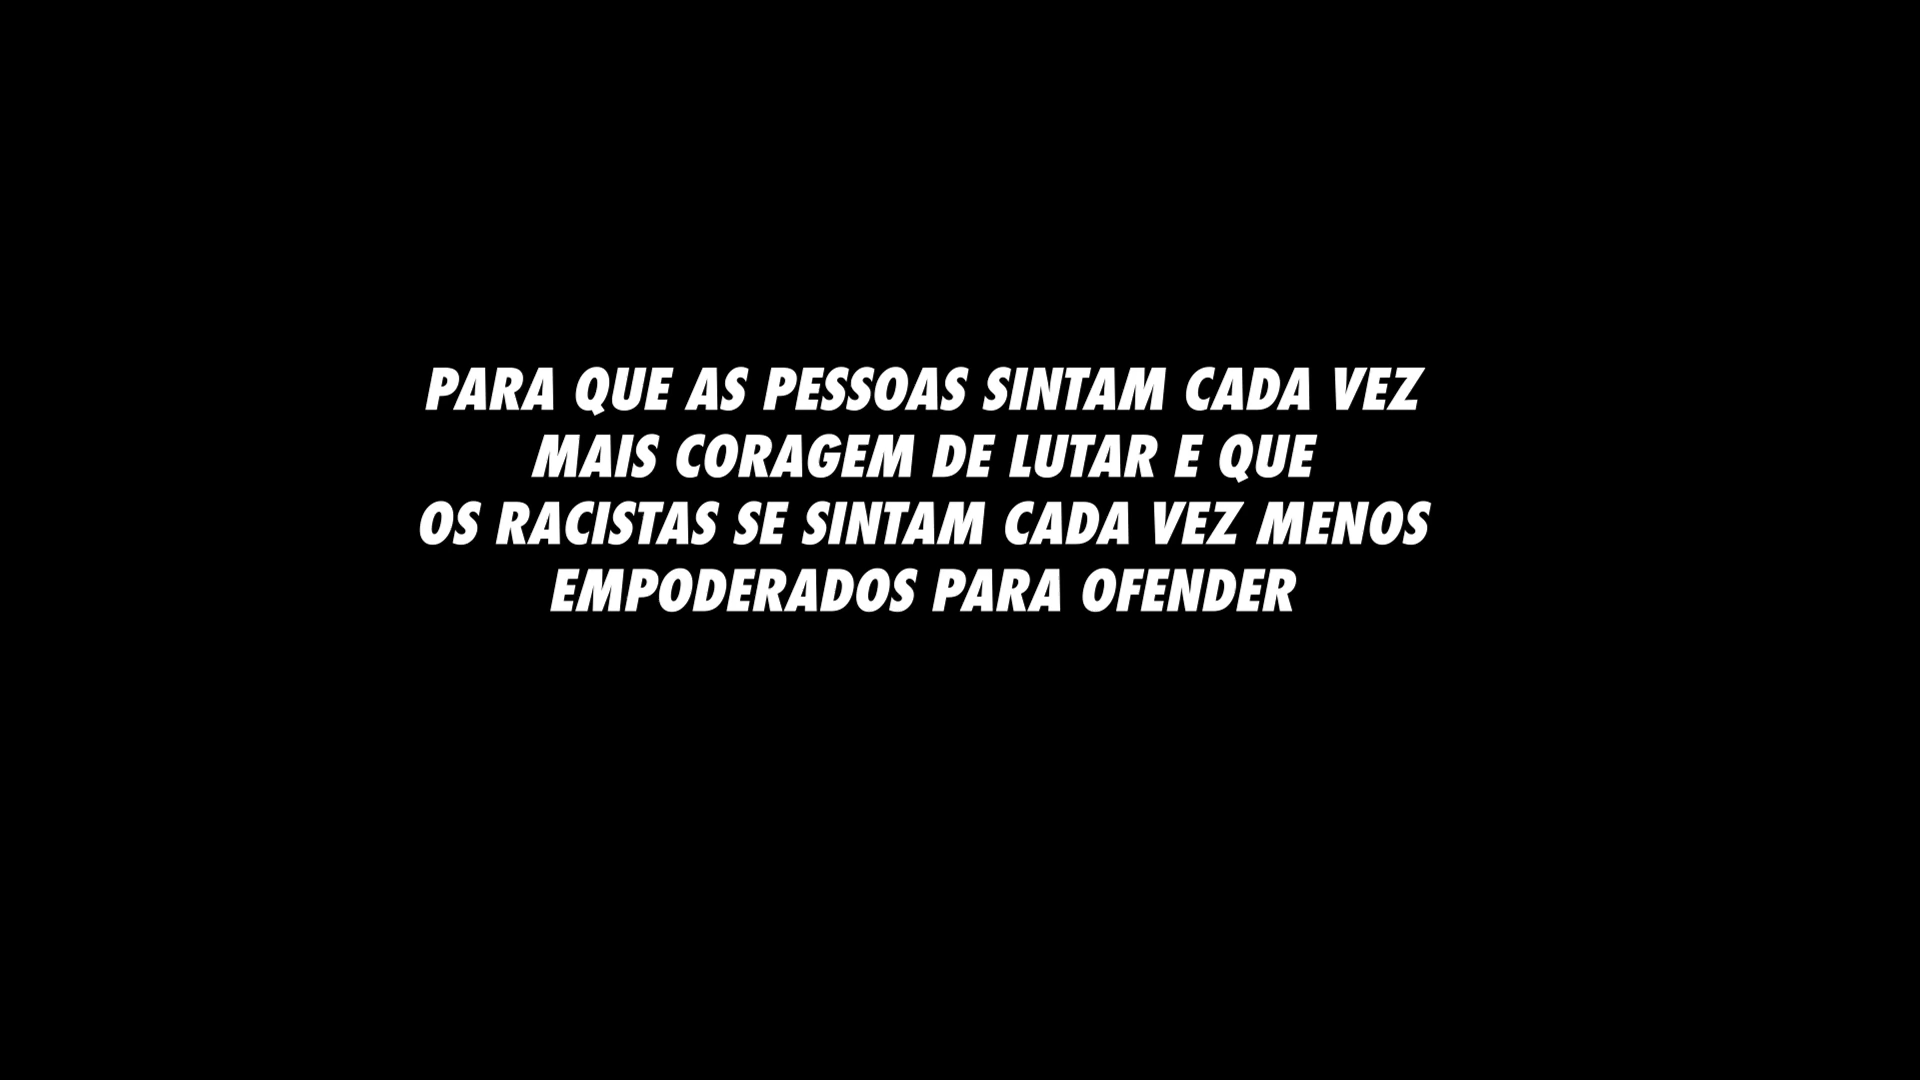 PARA QUE AS PESSOAS SINTAM CADA VEZ
MAIS CORAGEM DE LUTAR E QUE
OS RACISTAS SE SINTAM CADA VEZ MENOS
EMPODERADOS PARA OFENDER